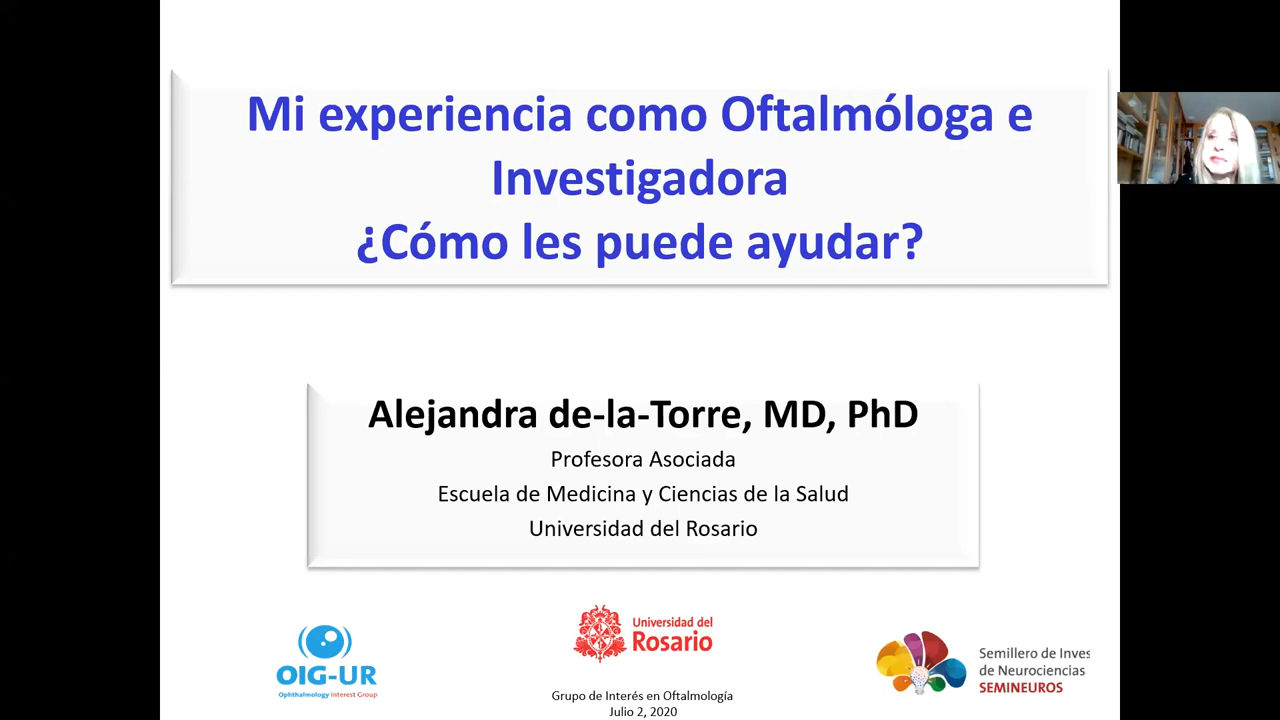 Mi experiencia como Oftalmóloga e
Investigadora
¿Cómo les puede ayudar?
Alejandra de-la-Torre, MD, PhD
Profesora Asociada
Escuela de Medicina y Ciencias de la Salud
Universidad del Rosario
OIG-UR
Ophthalmology Interest Group
Universidad del
Rosario
Semillero de Inves
de Neurociencias
SEMINEUROS
Grupo de Interés en Oftalmología
Julio 2, 2020